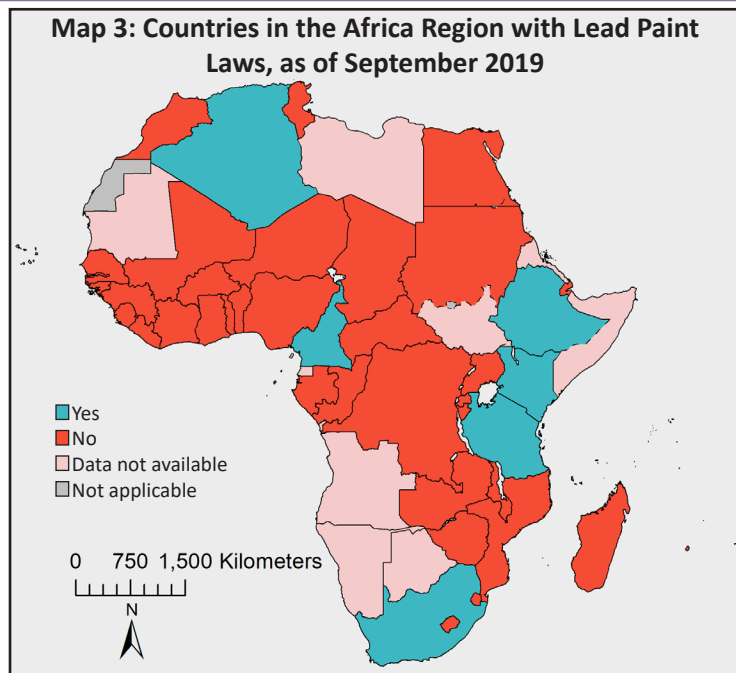 Map 3: Countries in the Africa Region with Lead Paint
Laws, as of September 2019
Yes
No
Data not available
Not applicable
0 750 1,500 Kilometers
N